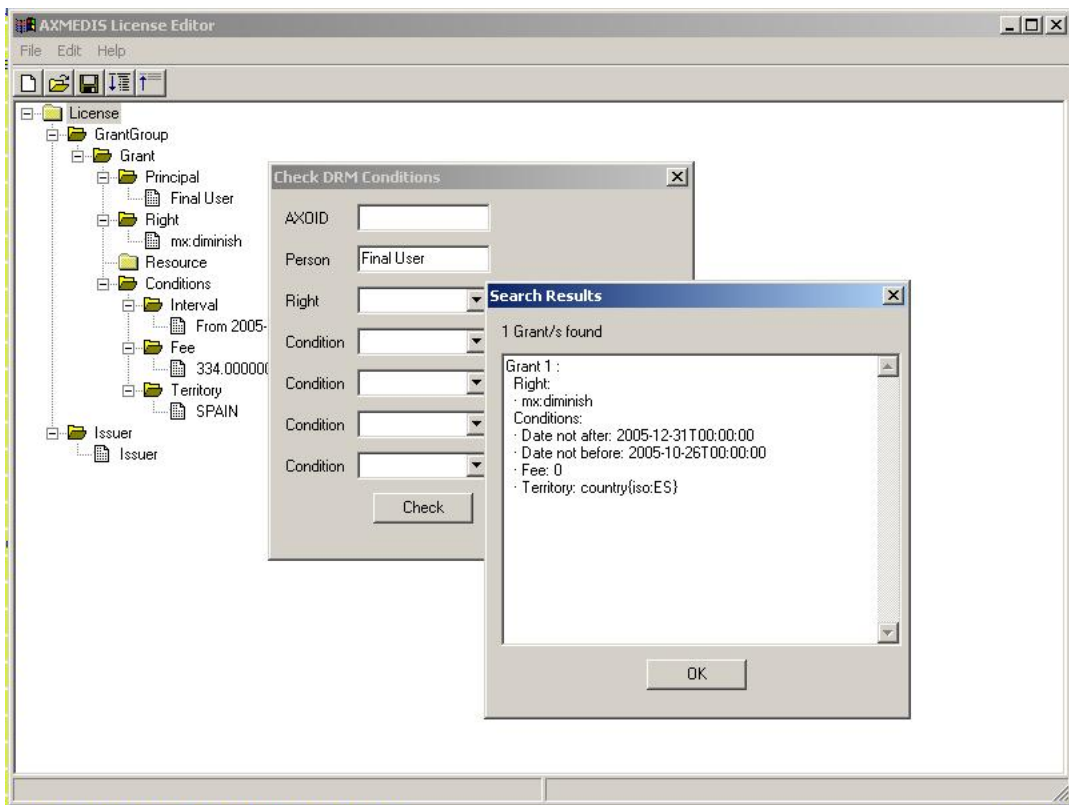 AXMEDIS License Editor
File Edit Help
License
GrantGroup
Grant
Principal
Final User
Right
mx:diminish
Resource
Conditions
Interval
From 2005-
Fee
334.000000
Territory
SPAIN
Issuer
Issuer
Check DRM Conditions
AXOID
Person Final User
Right
Condition
Condition
Condition
Condition
Check
Search Results
1 Grant/s found
Grant 1 :
Right:
· mx:diminish
Conditions:
· Date not after: 2005-12-31T00:00:00
· Date not before: 2005-10-26T00:00:00
· Fee: 0
· Territory: country{iso:ES}
OK